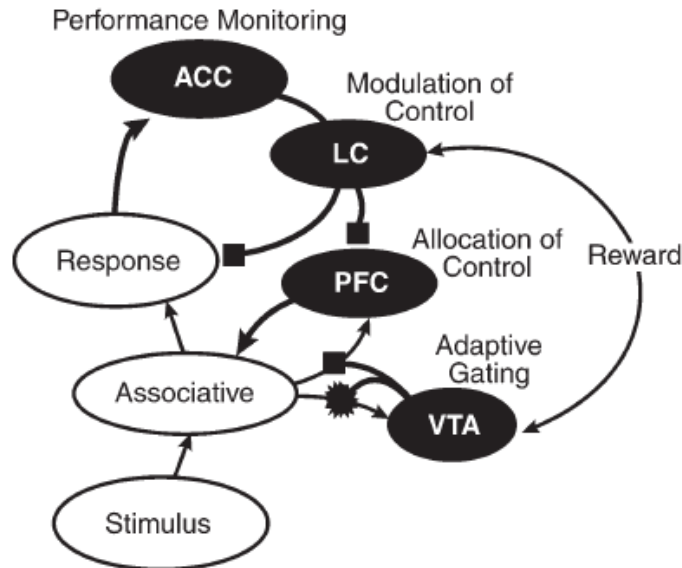 Performance Monitoring
ACC
Modulation of
Control
LC
Response
Allocation of
Control
Reward
PFC
Adaptive
Gating
Associative
VTA
Stimulus